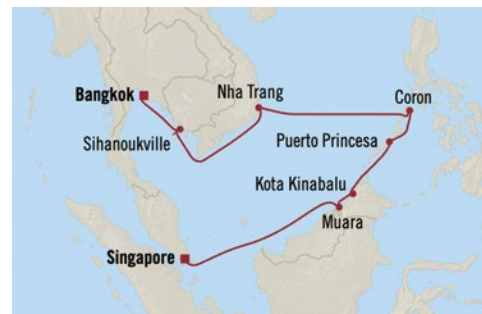 Bangkok
Nha Trang
Coron
Sihanoukville
Puerto Princesa
Kota Kinabalu
Muara
Singapore